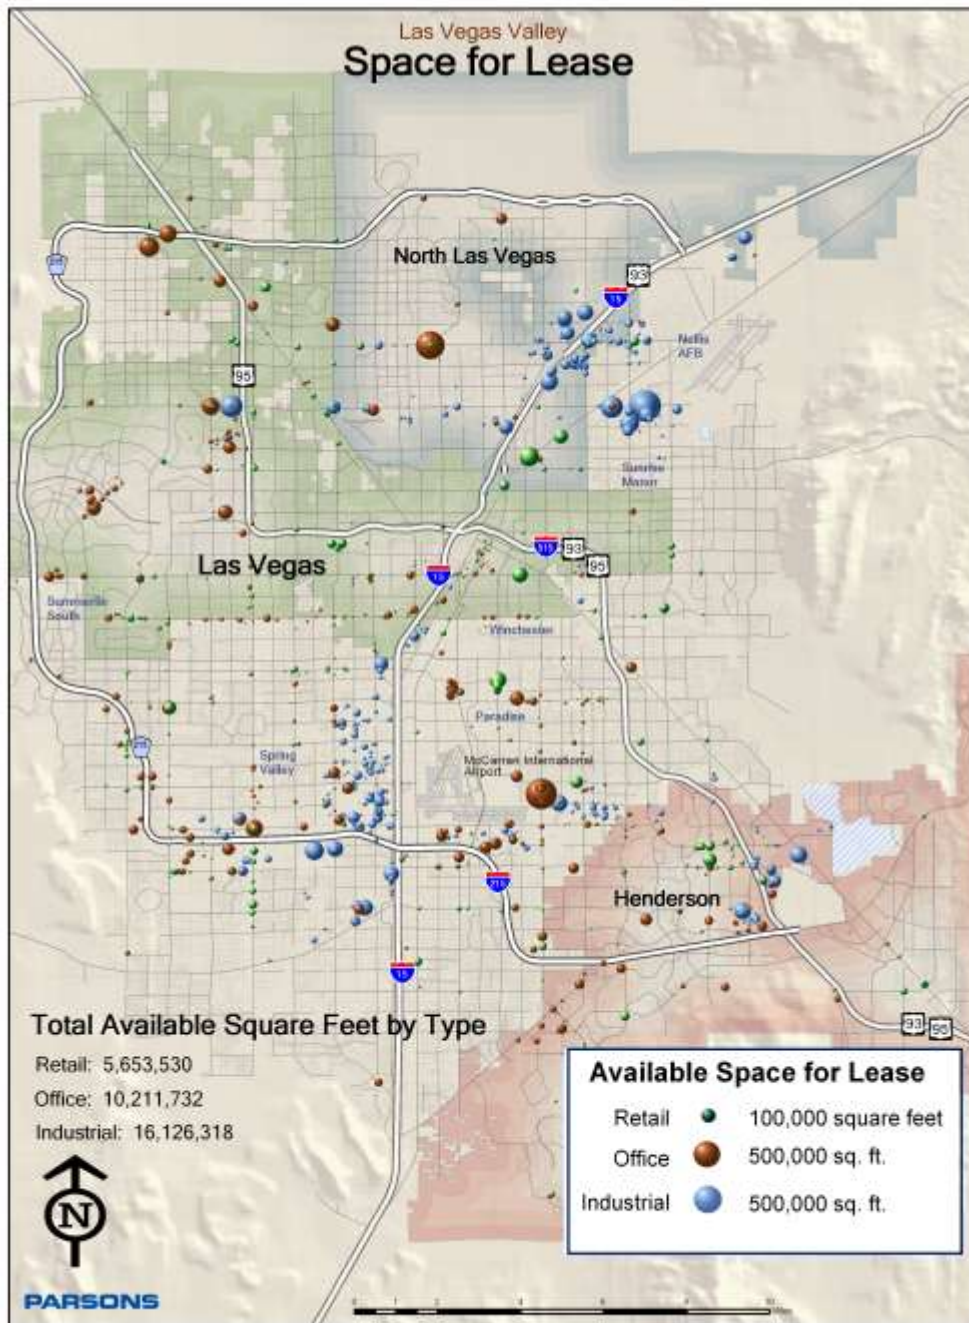 Las Vegas Valley
Space for Lease
North Las Vegas
93
15
Nellis
AFB
95
Sunrise
Manor
Las Vegas
515
93
95
15
Summerlin
South
Winchester
Paradise
215
Spring
Valley
McCarran International
Airport
215
Henderson
15
93
95
Total Available Square Feet by Type
Retail: 5,653,530
Office: 10,211,732
Industrial: 16,126,318
N
PARSONS
Available Space for Lease
Retail 100,000 square feet
Office 500,000 sq. ft.
Industrial 500,000 sq. ft.